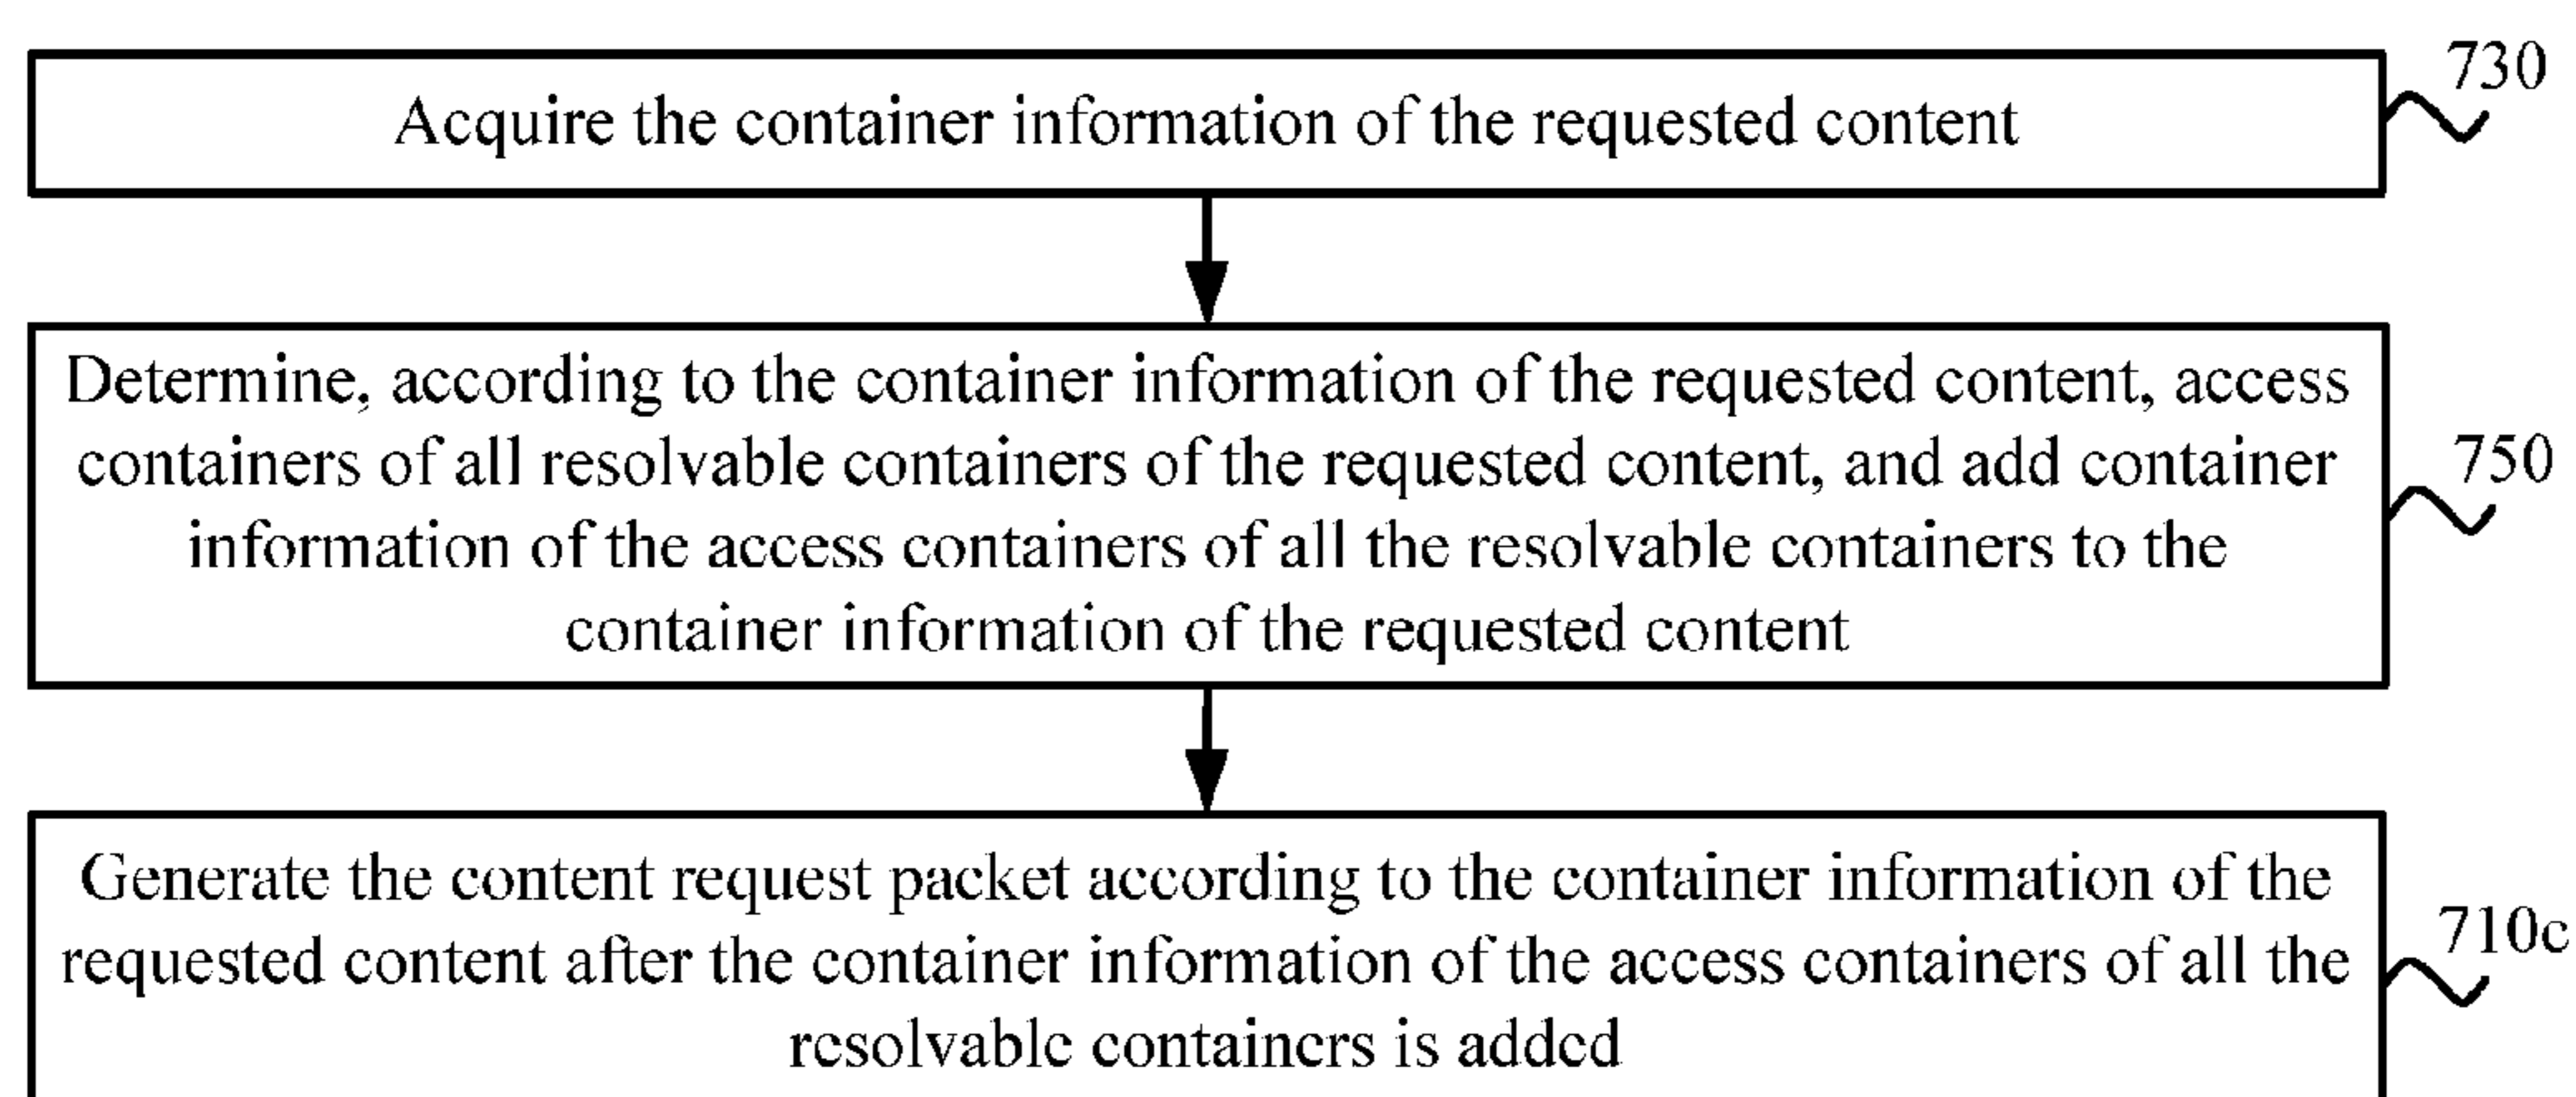 730
Acquire the container information of the requested content
Determine, according to the container information of the requested content, access
containers of all resolvable containers of the requested content, and add container
750
information of the access containers of all the resolvable containers to the
container information of the requested content
Generate the content request packet according to the container information of the
710c
requested content after the container information of the access containers of all the
resolvable containers is added